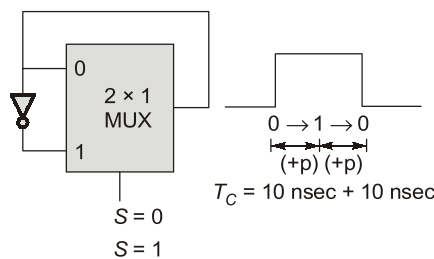 0
2 × 1
MUX
1
S = 0
S = 1
0 → 1 → 0
(+p) (+p)
T_C = 10 nsec + 10 nsec